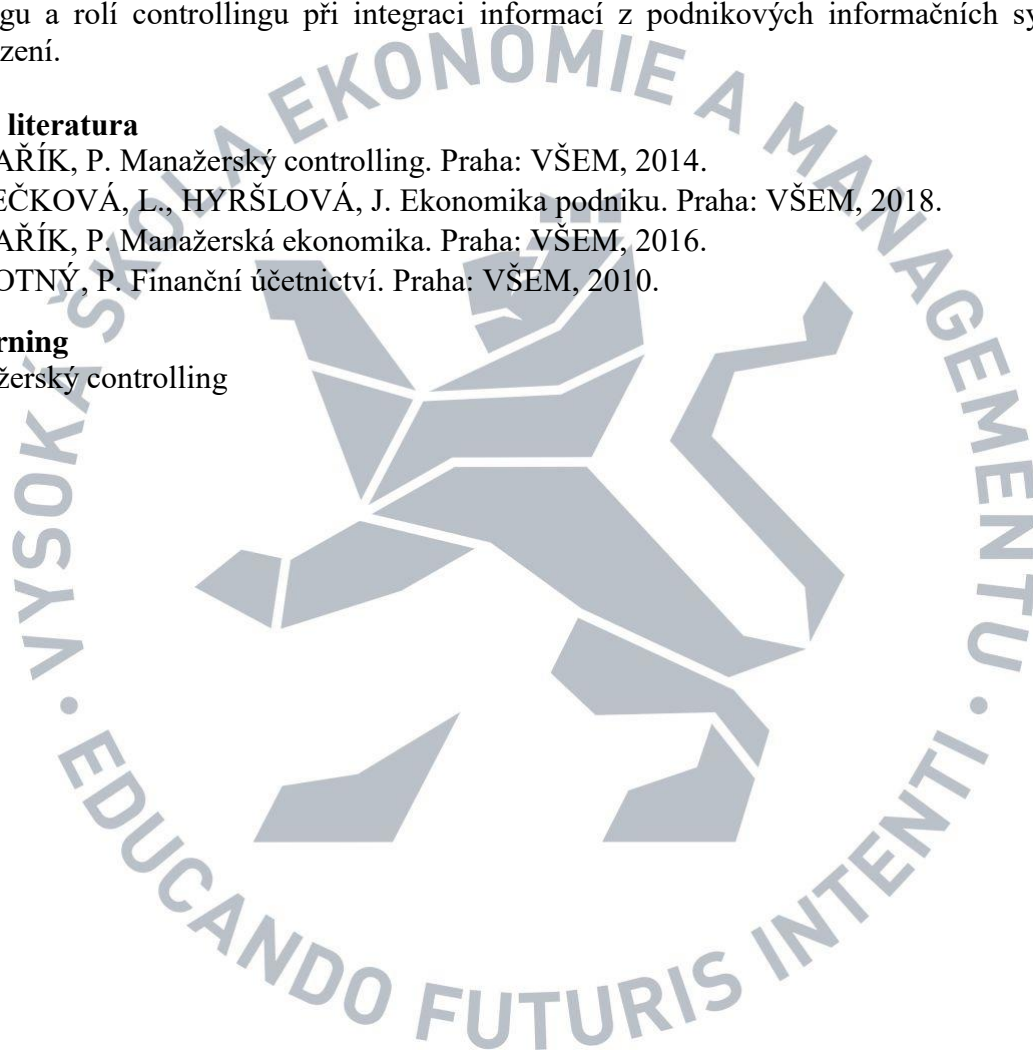 gu a rolí controllingu při integraci informací z podnikových informačních sy
zení.
literatura
AŘÍK, P. Manažerský controlling. Praha: VŠEM, 2014.
EČKOVÁ, L., HYRŠLOVÁ, J. Ekonomika podniku. Praha: VŠEM, 2018.
AŘÍK, P. Manažerská ekonomika. Praha: VŠEM, 2016.
OTNÝ, P. Finanční účetnictví. Praha: VŠEM, 2010.
rning
žerský controlling
VYSOKÁ ŠKOLA EKONOMIE A MANAGEMENTU
• EDUCANDO FUTURIS INTENTI •